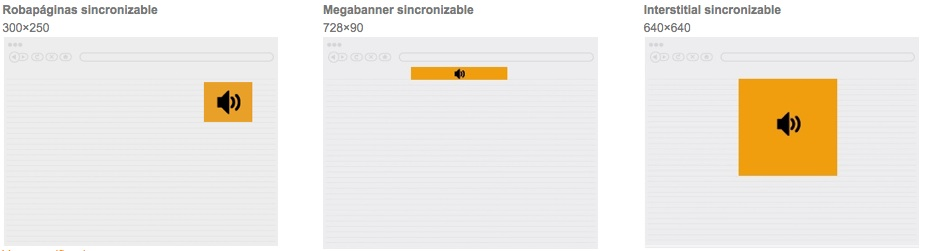 Robapáginas sincronizable
300×250
Megabanner sincronizable
728×90
Interstitial sincronizable
640×640